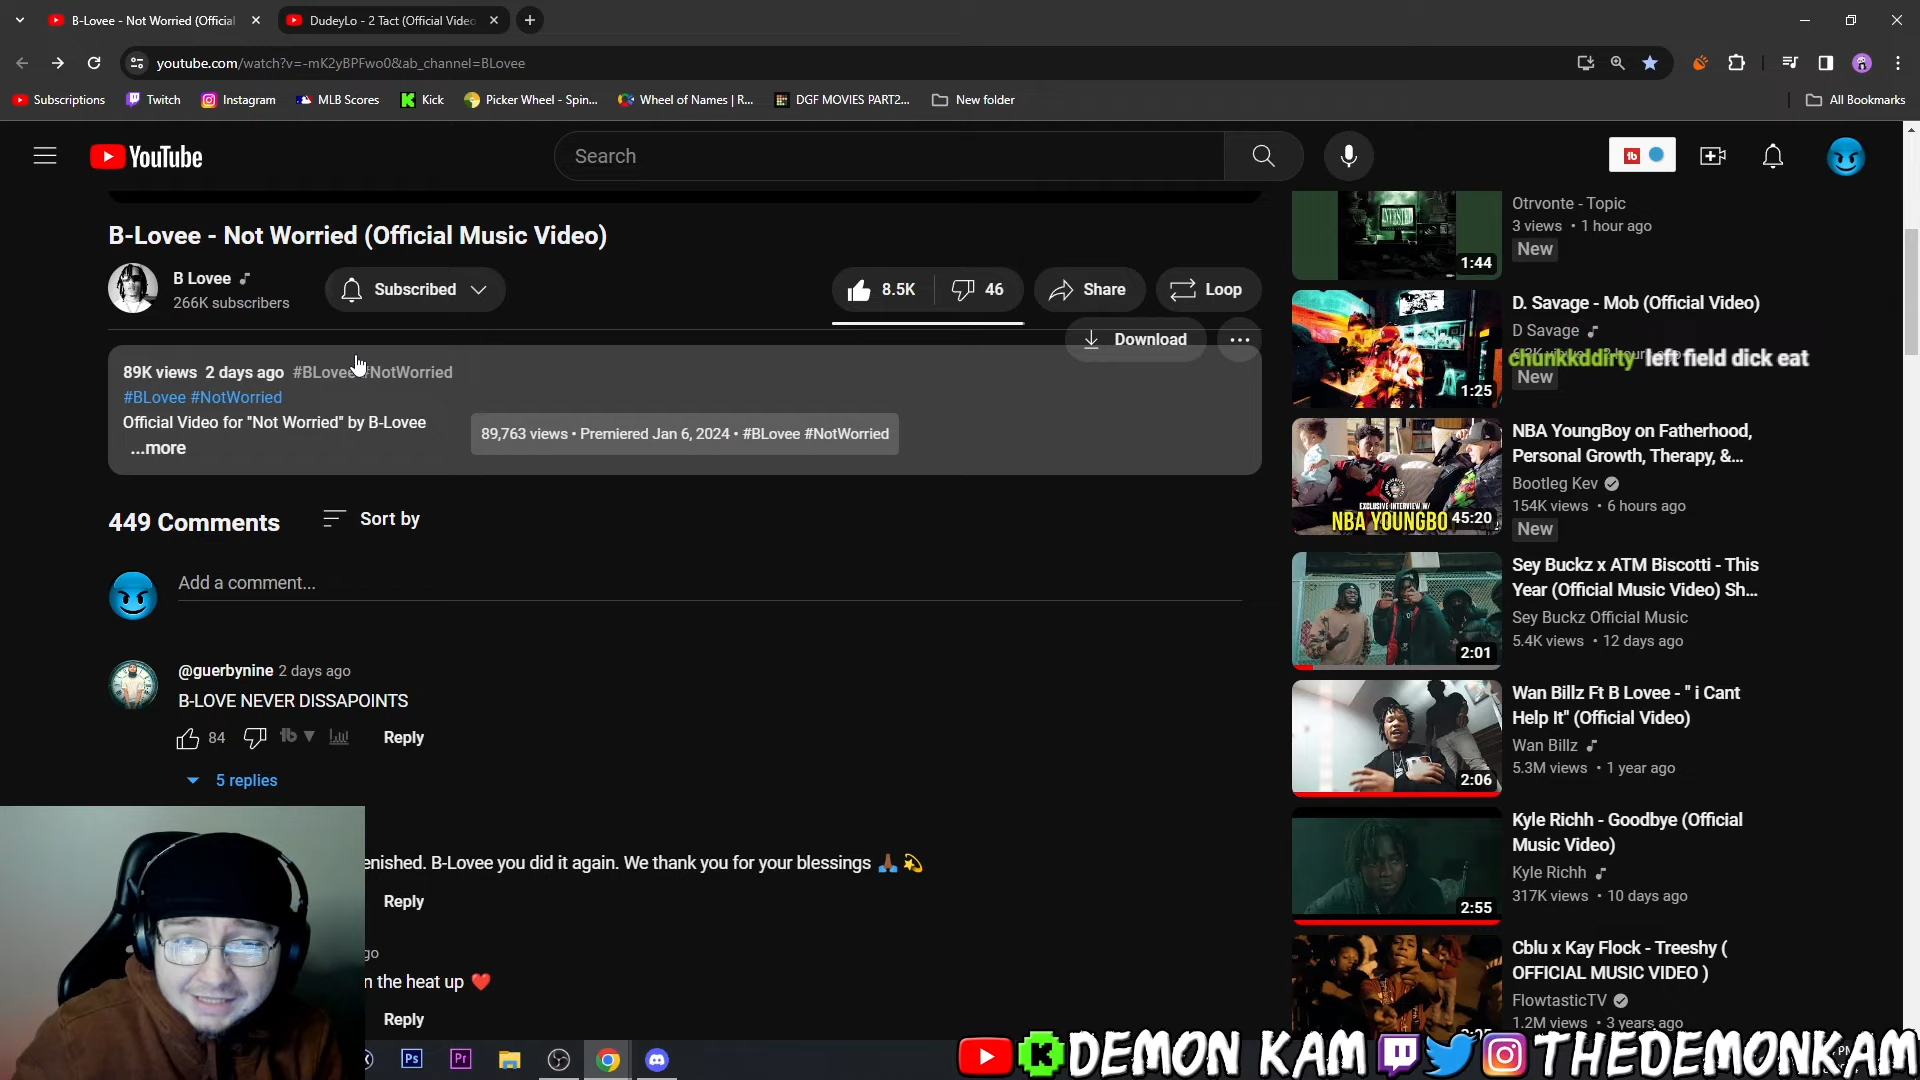 B-Lovee - Not Worried (Official
DudeyLo - 2 Tact (Official Video
youtube.com/watch?v=-mK2yBPFwo0&ab_channel=BLovee
Subscriptions
Twitch
Instagram
MLB Scores
Kick
Picker Wheel - Spin...
Wheel of Names | R...
DGF MOVIES PART2...
New folder
All Bookmarks
YouTube
Search
B-Lovee - Not Worried (Official Music Video)
B Lovee
266K subscribers
Subscribed
8.5K
46
Share
Loop
Download
89K views 2 days ago #BLovee #NotWorried
#BLovee #NotWorried
Official Video for "Not Worried" by B-Lovee
...more
89,763 views • Premiered Jan 6, 2024 • #BLovee #NotWorried
449 Comments
Sort by
Add a comment...
@guerbynine 2 days ago
B-LOVE NEVER DISSAPOINTS
84
Reply
5 replies
enished. B-Lovee you did it again. We thank you for your blessings 🙏🏾 💫
Reply
go
n the heat up ❤️
Reply
INVESTED
1:44
Otrvonte - Topic
3 views • 1 hour ago
New
1:25
D. Savage - Mob (Official Video)
D Savage
chunkkddirty left field dick eat
New
EXCLUSIVE INTERVIEW W/
NBA YOUNGBO
45:20
NBA YoungBoy on Fatherhood,
Personal Growth, Therapy, &...
Bootleg Kev
154K views • 6 hours ago
New
2:01
Sey Buckz x ATM Biscotti - This
Year (Official Music Video) Sh...
Sey Buckz Official Music
5.4K views • 12 days ago
2:06
Wan Billz Ft B Lovee - " i Cant
Help It" (Official Video)
Wan Billz
5.3M views • 1 year ago
2:55
Kyle Richh - Goodbye (Official
Music Video)
Kyle Richh
317K views • 10 days ago
Cblu x Kay Flock - Treeshy (
OFFICIAL MUSIC VIDEO )
FlowtasticTV
1.2M views • 3 years ago
Ps
Pr
K
DEMON KAM
THEDEMONKAM